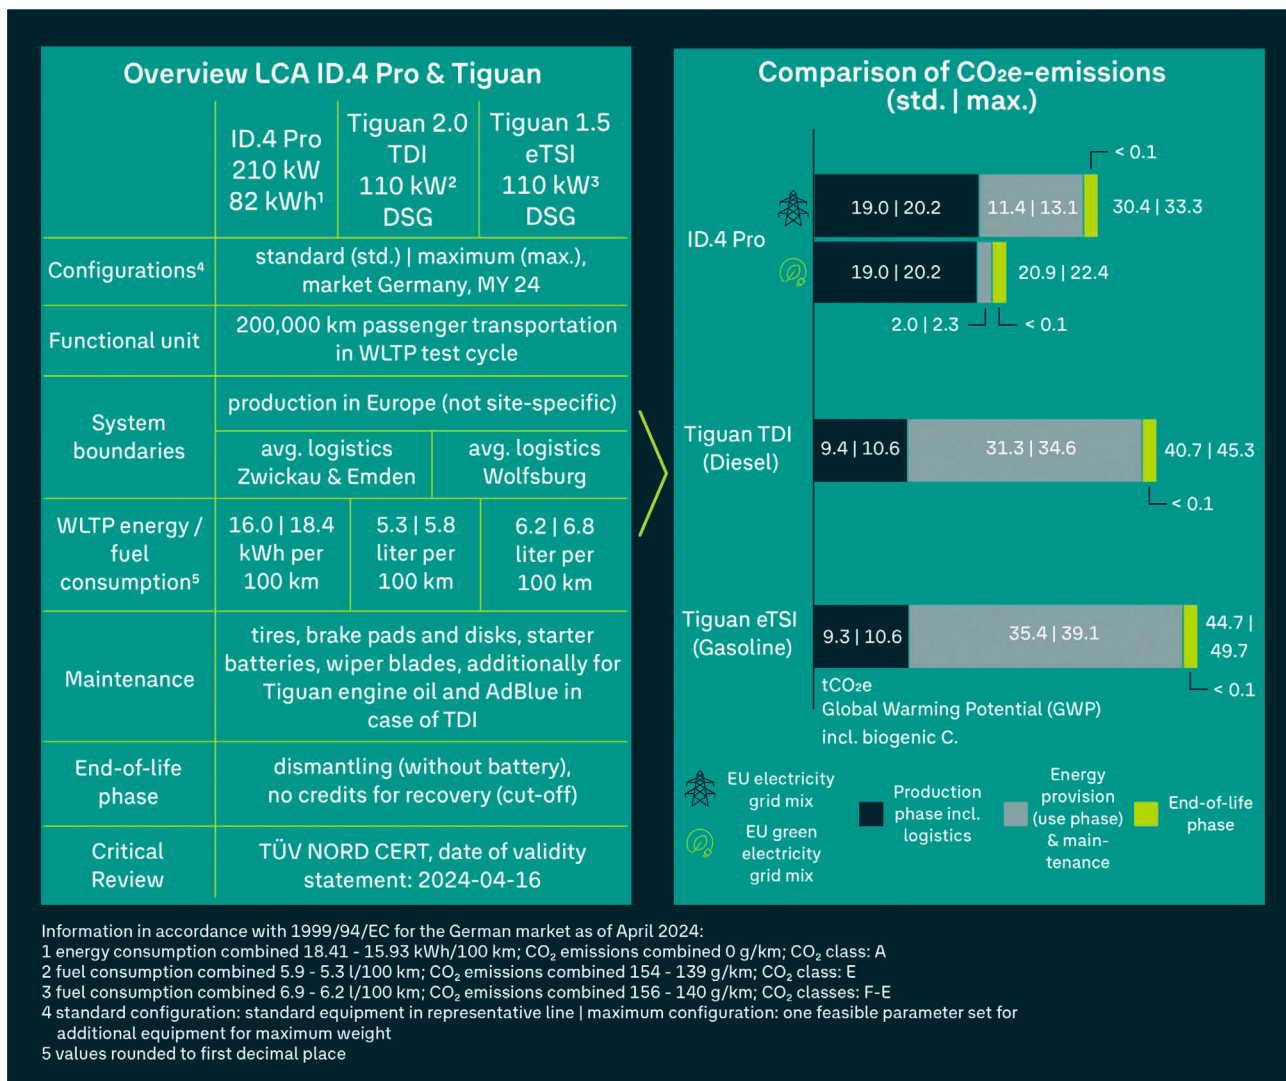 Overview LCA ID.4 Pro & Tiguan
ID.4 Pro
210 kW
82 kWh¹
Tiguan 2.0
TDI
110 kW²
DSG
Tiguan 1.5
eTSI
110 kW³
DSG
Configurations⁴
standard (std.) | maximum (max.),
market Germany, MY 24
Functional unit
200,000 km passenger transportation
in WLTP test cycle
System
boundaries
production in Europe (not site-specific)
avg. logistics
Zwickau & Emden
avg. logistics
Wolfsburg
WLTP energy /
fuel
consumption⁵
16.0 | 18.4
kWh per
100 km
5.3 | 5.8
liter per
100 km
6.2 | 6.8
liter per
100 km
Maintenance
tires, brake pads and disks, starter
batteries, wiper blades, additionally for
Tiguan engine oil and AdBlue in
case of TDI
End-of-life
phase
dismantling (without battery),
no credits for recovery (cut-off)
Critical
Review
TÜV NORD CERT, date of validity
statement: 2024-04-16
Comparison of CO₂e-emissions
(std. | max.)
< 0.1
ID.4 Pro
19.0 | 20.2
11.4 | 13.1
30.4 | 33.3
19.0 | 20.2
20.9 | 22.4
2.0 | 2.3
< 0.1
Tiguan TDI
(Diesel)
9.4 | 10.6
31.3 | 34.6
40.7 | 45.3
< 0.1
Tiguan eTSI
(Gasoline)
9.3 | 10.6
35.4 | 39.1
44.7 |
49.7
< 0.1
tCO₂e
Global Warming Potential (GWP)
incl. biogenic C.
EU electricity
grid mix
EU green
electricity
grid mix
Production
phase incl.
logistics
Energy
provision
(use phase)
& main-
tenance
End-of-life
phase
Information in accordance with 1999/94/EC for the German market as of April 2024:
1 energy consumption combined 18.41 - 15.93 kWh/100 km; CO₂ emissions combined 0 g/km; CO₂ class: A
2 fuel consumption combined 5.9 - 5.3 l/100 km; CO₂ emissions combined 154 - 139 g/km; CO₂ class: E
3 fuel consumption combined 6.9 - 6.2 l/100 km; CO₂ emissions combined 156 - 140 g/km; CO₂ classes: F-E
4 standard configuration: standard equipment in representative line | maximum configuration: one feasible parameter set for
additional equipment for maximum weight
5 values rounded to first decimal place